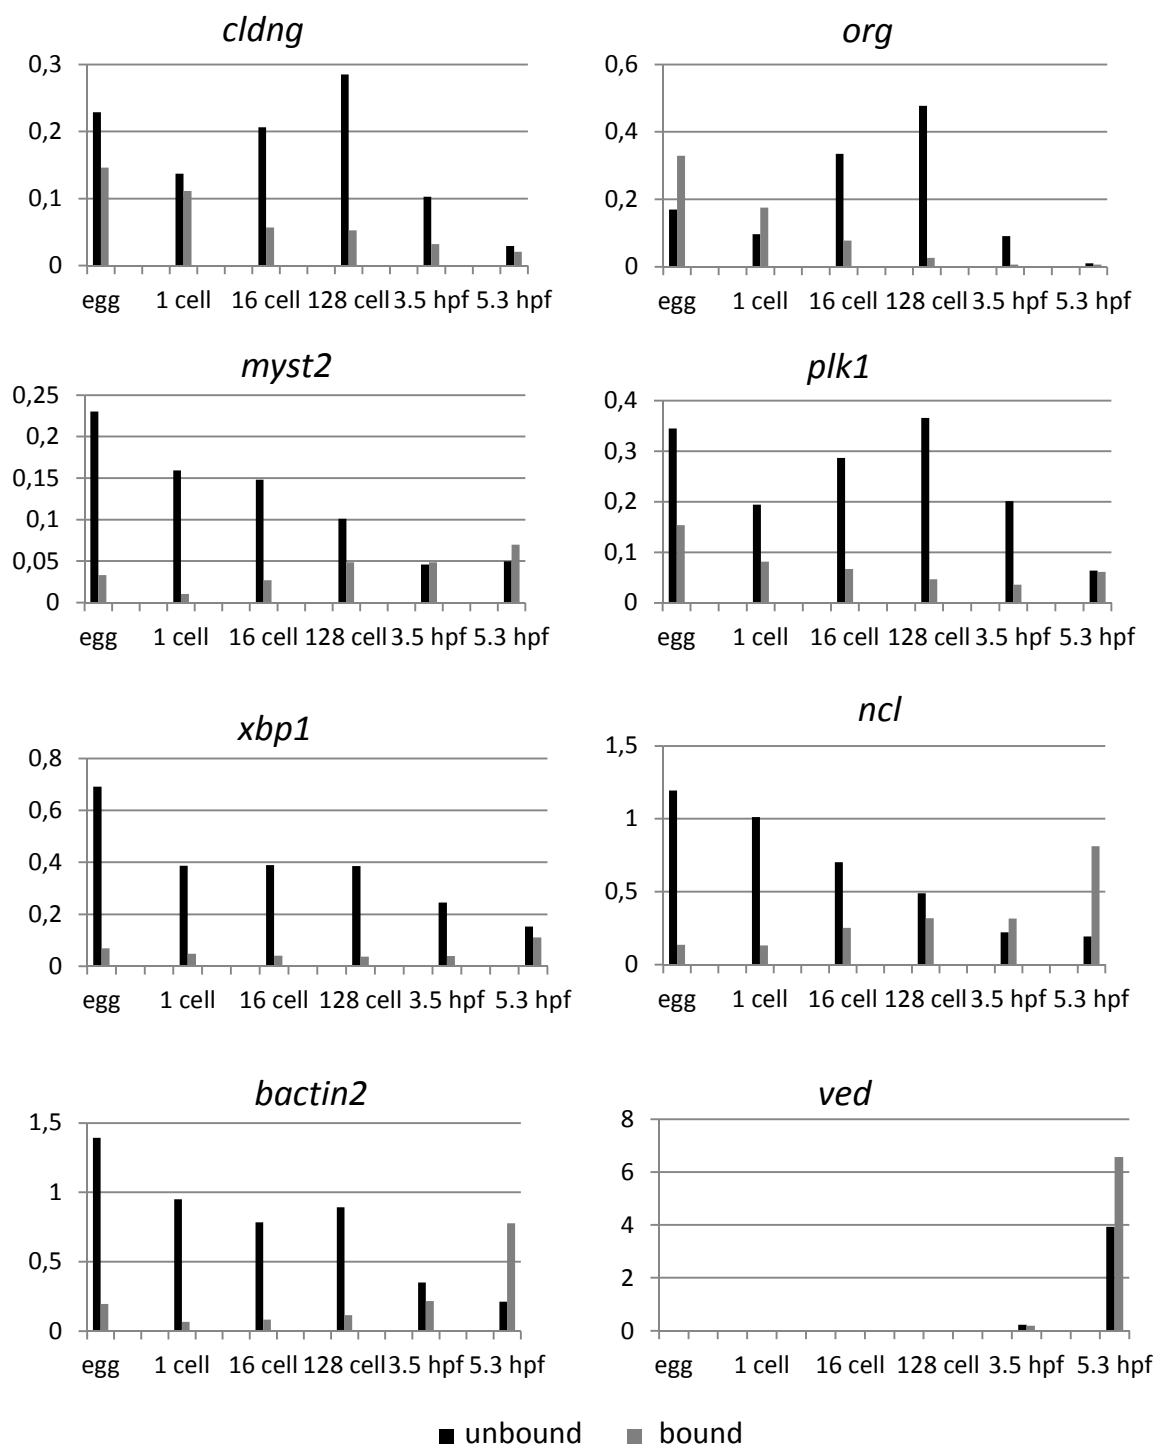 cldng
0,3
0,2
0,1
0
egg 1 cell 16 cell 128 cell 3.5 hpf 5.3 hpf
org
0,6
0,4
0,2
0
egg 1 cell 16 cell 128 cell 3.5 hpf 5.3 hpf
myst2
0,25
0,2
0,15
0,1
0,05
0
egg 1 cell 16 cell 128 cell 3.5 hpf 5.3 hpf
plk1
0,4
0,3
0,2
0,1
0
egg 1 cell 16 cell 128 cell 3.5 hpf 5.3 hpf
xbp1
0,8
0,6
0,4
0,2
0
egg 1 cell 16 cell 128 cell 3.5 hpf 5.3 hpf
ncl
1,5
1
0,5
0
egg 1 cell 16 cell 128 cell 3.5 hpf 5.3 hpf
bactin2
1,5
1
0,5
0
egg 1 cell 16 cell 128 cell 3.5 hpf 5.3 hpf
ved
8
6
4
2
0
egg 1 cell 16 cell 128 cell 3.5 hpf 5.3 hpf
unbound bound